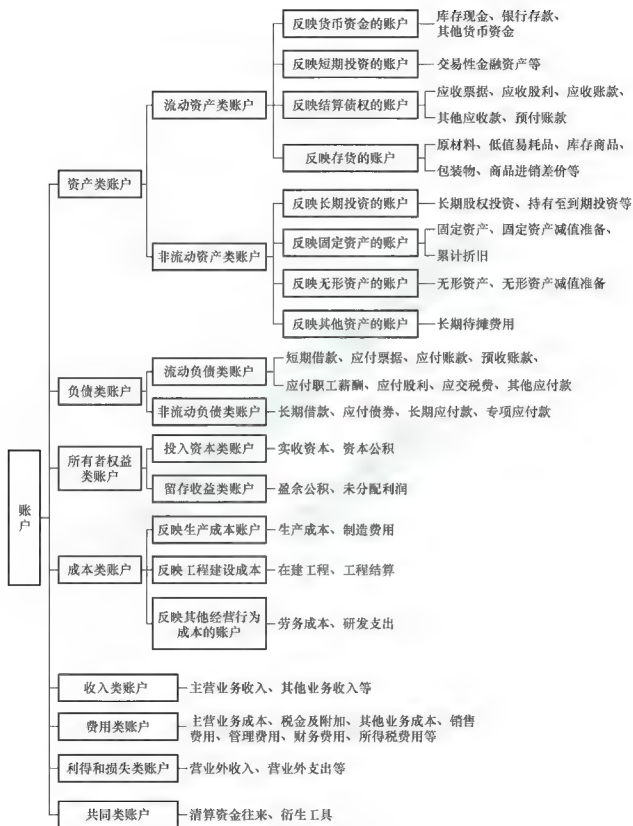 账户
资产类账户
流动资产类账户
反映货币资金的账户
库存现金、银行存款、
其他货币资金
反映短期投资的账户
交易性金融资产等
反映结算债权的账户
应收票据、应收股利、应收账款、
其他应收款、预付账款
反映存货的账户
原材料、低值易耗品、库存商品、
包装物、商品进销差价等
非流动资产类账户
反映长期投资的账户
长期股权投资、持有至到期投资等
反映固定资产的账户
固定资产、固定资产减值准备、
累计折旧
反映无形资产的账户
无形资产、无形资产减值准备
反映其他资产的账户
长期待摊费用
负债类账户
流动负债类账户
短期借款、应付票据、应付账款、预收账款、
应付职工薪酬、应付股利、应交税费、其他应付款
非流动负债类账户
长期借款、应付债券、长期应付款、专项应付款
所有者权益
类账户
投入资本类账户
实收资本、资本公积
留存收益类账户
盈余公积、未分配利润
成本类账户
反映生产成本账户
生产成本、制造费用
反映工程建设成本
在建工程、工程结算
反映其他经营行为
成本的账户
劳务成本、研发支出
收入类账户
主营业务收入、其他业务收入等
费用类账户
主营业务成本、税金及附加、其他业务成本、销售
费用、管理费用、财务费用、所得税费用等
利得和损失类账户
营业外收入、营业外支出等
共同类账户
清算资金往来、衍生工具